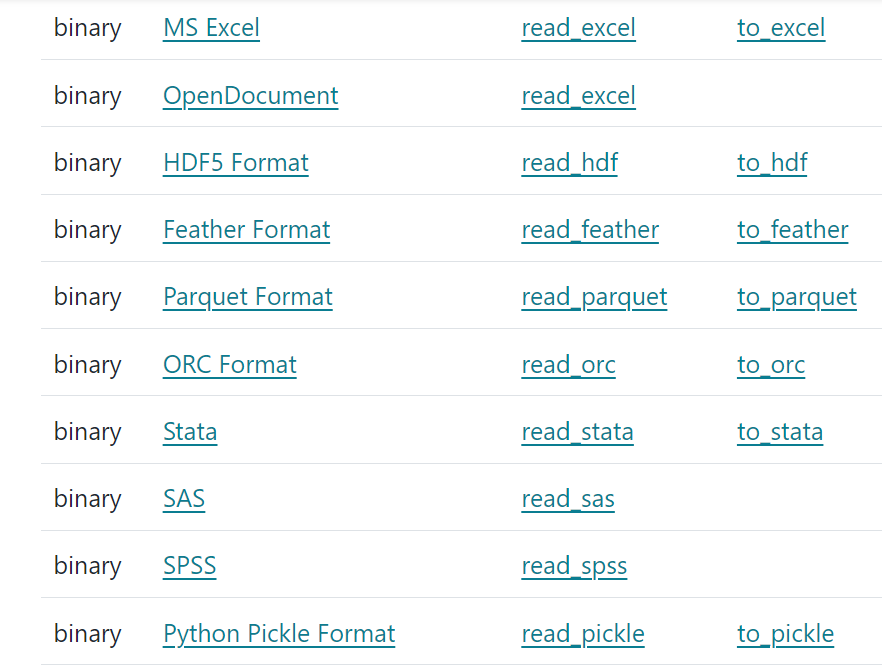 binary MS Excel read_excel to_excel
binary OpenDocument read_excel
binary HDF5 Format read_hdf to_hdf
binary Feather Format read_feather to_feather
binary Parquet Format read_parquet to_parquet
binary ORC Format read_orc to_orc
binary Stata read_stata to_stata
binary SAS read_sas
binary SPSS read_spss
binary Python Pickle Format read_pickle to_pickle